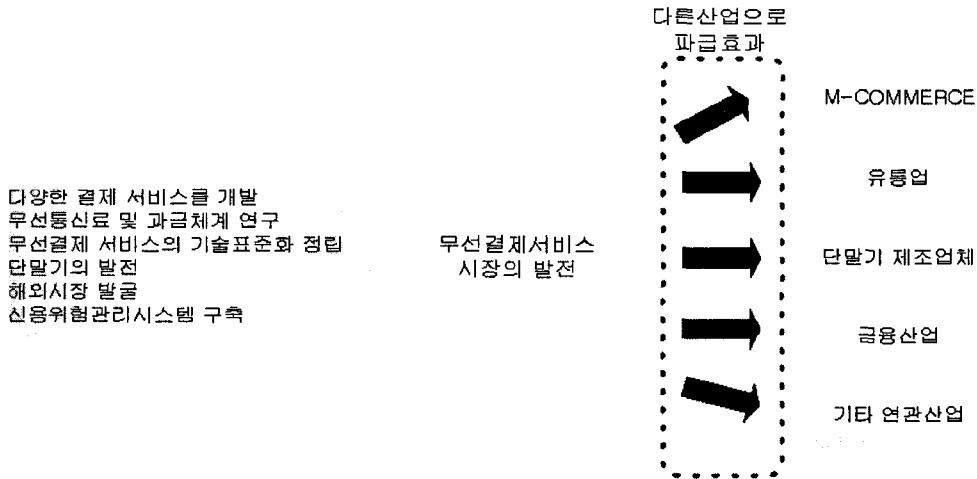 다른산업으로
파급효과
M-COMMERCE
유통업
다양한 결제 서비스를 개발
무선통신료 및 과금체계 연구
무선결제 서비스의 기술표준화 정립
단말기의 발전
해외시장 발굴
신용위험관리시스템 구축
무선결제서비스
시장의 발전
단말기 제조업체
금융산업
기타 연관산업